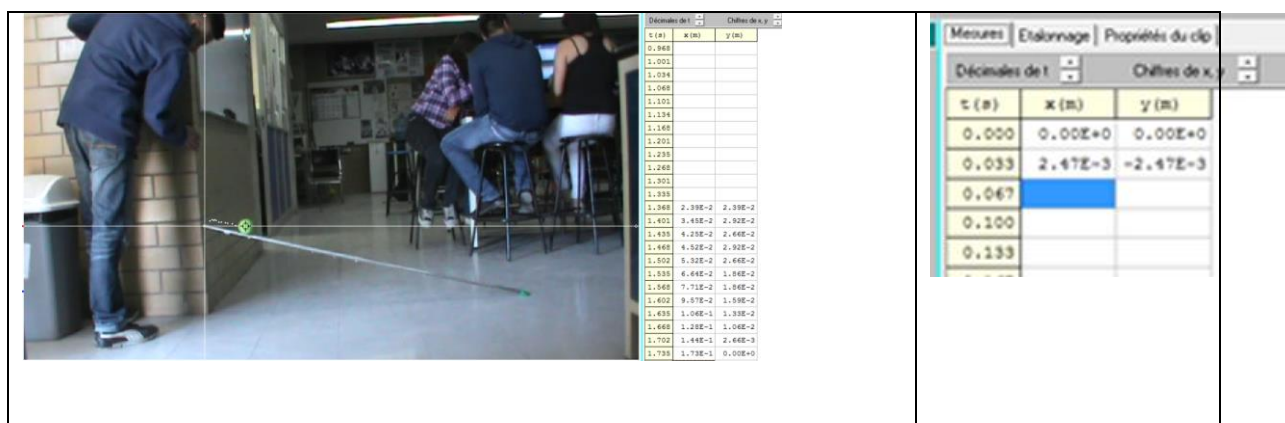 Décimales de t Chiffres de x, y
t(s) x(m) y(m)
0.968
1.001
1.034
1.068
1.101
1.134
1.168
1.201
1.235
1.268
1.301
1.335
1.368 2.39E-2 2.39E-2
1.401 3.45E-2 2.92E-2
1.435 4.25E-2 2.66E-2
1.468 4.52E-2 2.92E-2
1.502 5.32E-2 2.66E-2
1.535 6.64E-2 1.86E-2
1.568 7.71E-2 1.86E-2
1.602 9.57E-2 1.59E-2
1.635 1.06E-1 1.33E-2
1.668 1.28E-1 1.06E-2
1.702 1.44E-1 2.66E-3
1.735 1.73E-1 0.00E+0
Mesures Etalonnage Propriétés du clip
Décimales de t Chiffres de x, y
t(s) x(m) y(m)
0.000 0.00E+0 0.00E+0
0.033 2.47E-3 -2.47E-3
0.067
0.100
0.133